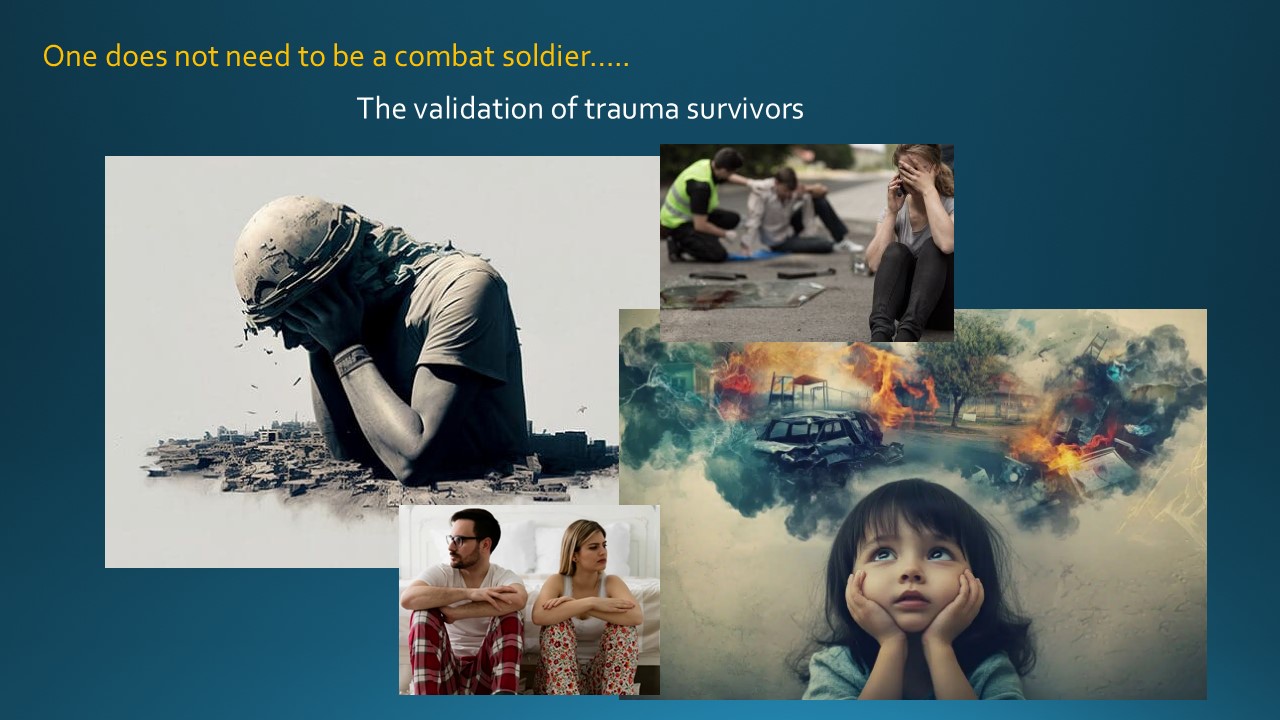 One does not need to be a combat soldier…..
The validation of trauma survivors